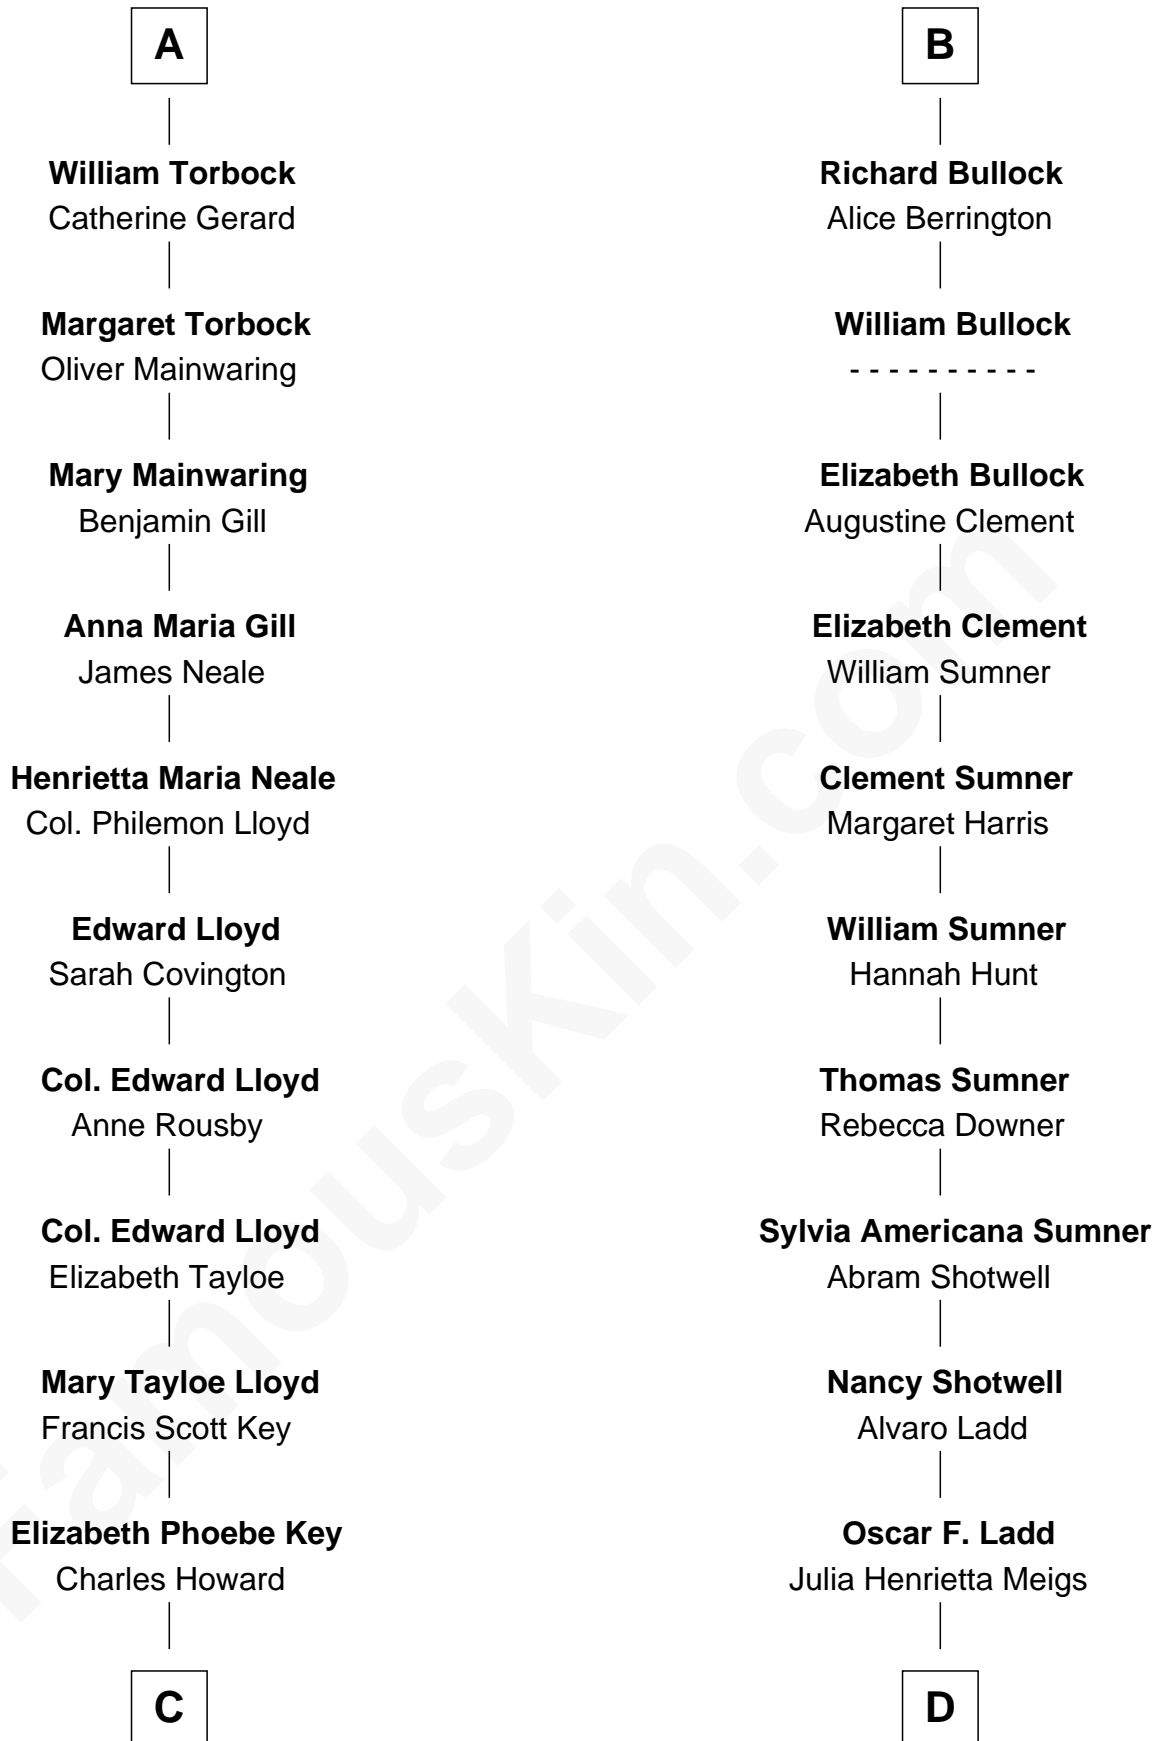 A
William Torbock
Catherine Gerard
Margaret Torbock
Oliver Mainwaring
Mary Mainwaring
Benjamin Gill
Anna Maria Gill
James Neale
Henrietta Maria Neale
Col. Philemon Lloyd
Edward Lloyd
Sarah Covington
Col. Edward Lloyd
Anne Rousby
Col. Edward Lloyd
Elizabeth Tayloe
Mary Tayloe Lloyd
Francis Scott Key
Elizabeth Phoebe Key
Charles Howard
C
B
Richard Bullock
Alice Berrington
William Bullock
- - - - - - - - - -
Elizabeth Bullock
Augustine Clement
Elizabeth Clement
William Sumner
Clement Sumner
Margaret Harris
William Sumner
Hannah Hunt
Thomas Sumner
Rebecca Downer
Sylvia Americana Sumner
Abram Shotwell
Nancy Shotwell
Alvaro Ladd
Oscar F. Ladd
Julia Henrietta Meigs
D
FamousKin.com